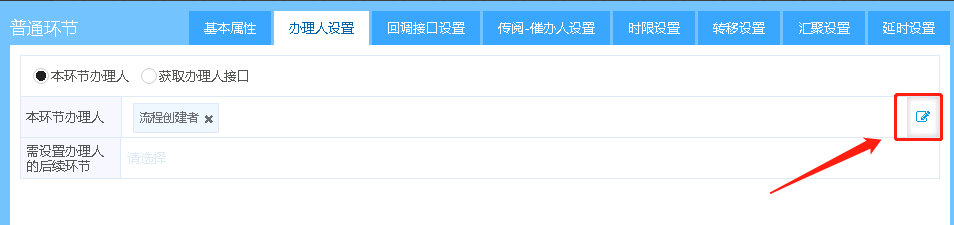 普通环节 基本属性 办理人设置 回调接口设置 传阅-催办人设置 时限设置 转移设置 汇聚设置 延时设置
本环节办理人 获取办理人接口
本环节办理人 流程创建者
需设置办理人
的后续环节
请选择